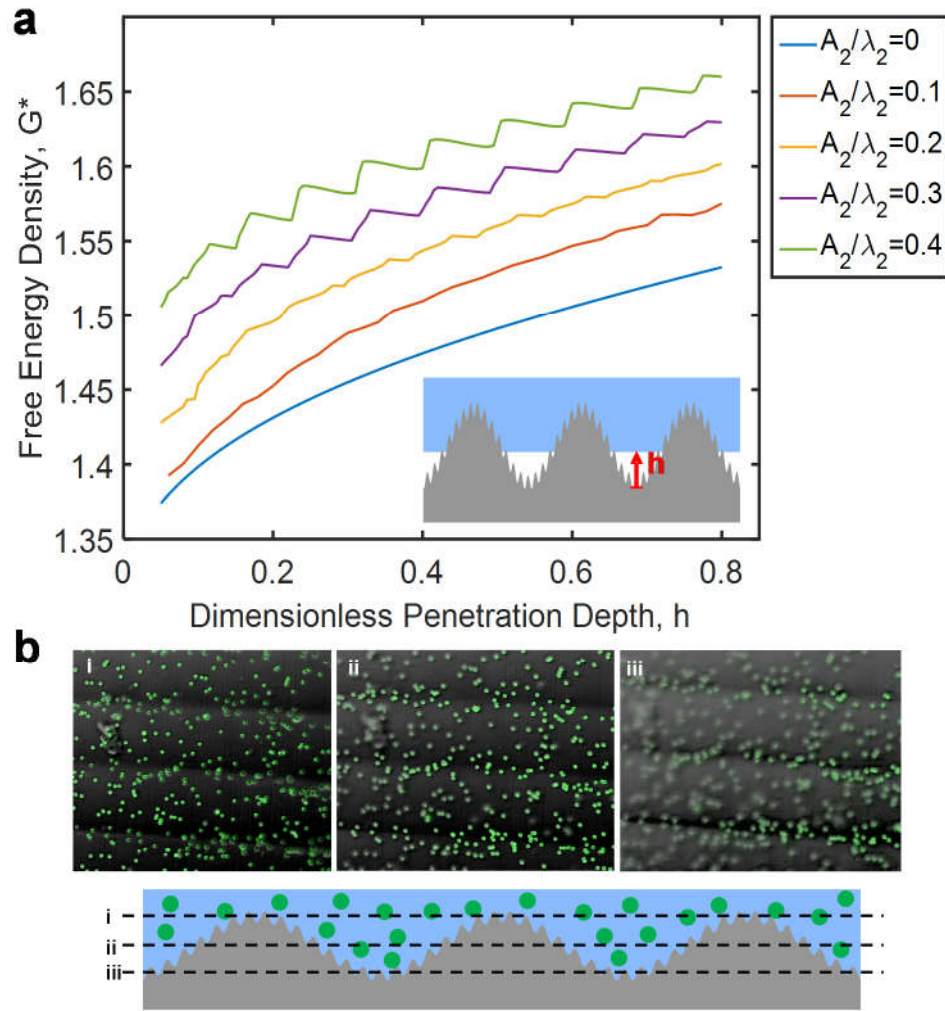 a
Free Energy Density, G*
1.65
1.6
1.55
1.5
1.45
1.4
1.35
0 0.2 0.4 0.6 0.8
Dimensionless Penetration Depth, h
h
A₂/λ₂=0
A₂/λ₂=0.1
A₂/λ₂=0.2
A₂/λ₂=0.3
A₂/λ₂=0.4
b
i ii iii
i
ii
iii